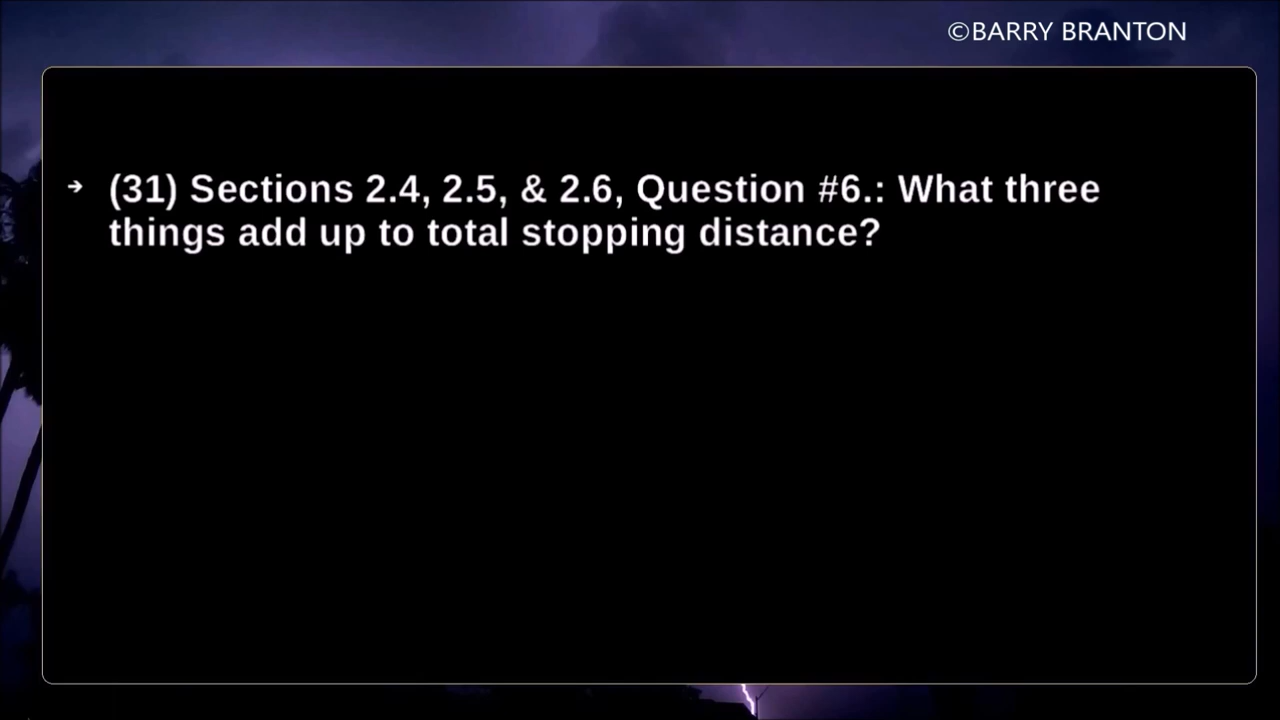 ©BARRY BRANTON
➔ (31) Sections 2.4, 2.5, & 2.6, Question #6.: What three
things add up to total stopping distance?